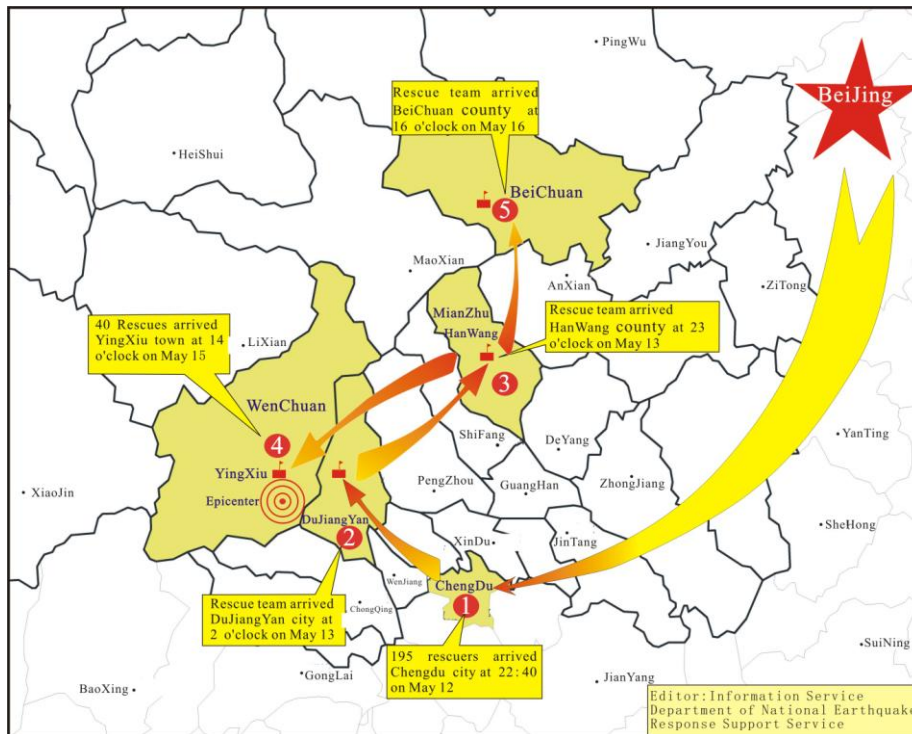 PingWu
BeiJing
Rescue team arrived
BeiChuan county at
16 o'clock on May 16
HeiShui
BeiChuan
5
JiangYou
MaoXian
AnXian
ZiTong
MianZhu
HanWang
Rescue team arrived
HanWang county at 23
o'clock on May 13
40 Rescues arrived
YingXiu town at 14
o'clock on May 15
LiXian
3
WenChuan
4
ShiFang
DeYang
YanTing
YingXiu
XiaoJin
Epicenter
PengZhou
GuangHan
ZhongJiang
DuJiangYan
2
XinDu
JinTang
SheHong
WenJiang
ChengDu
1
ChongQing
Rescue team arrived
DuJiangYan city at
2 o'clock on May 13
195 rescuers arrived
Chengdu city at 22:40
on May 12
SuiNing
BaoXing
GongLai
JianYang
Editor:Information Service
Department of National Earthquake
Response Support Service